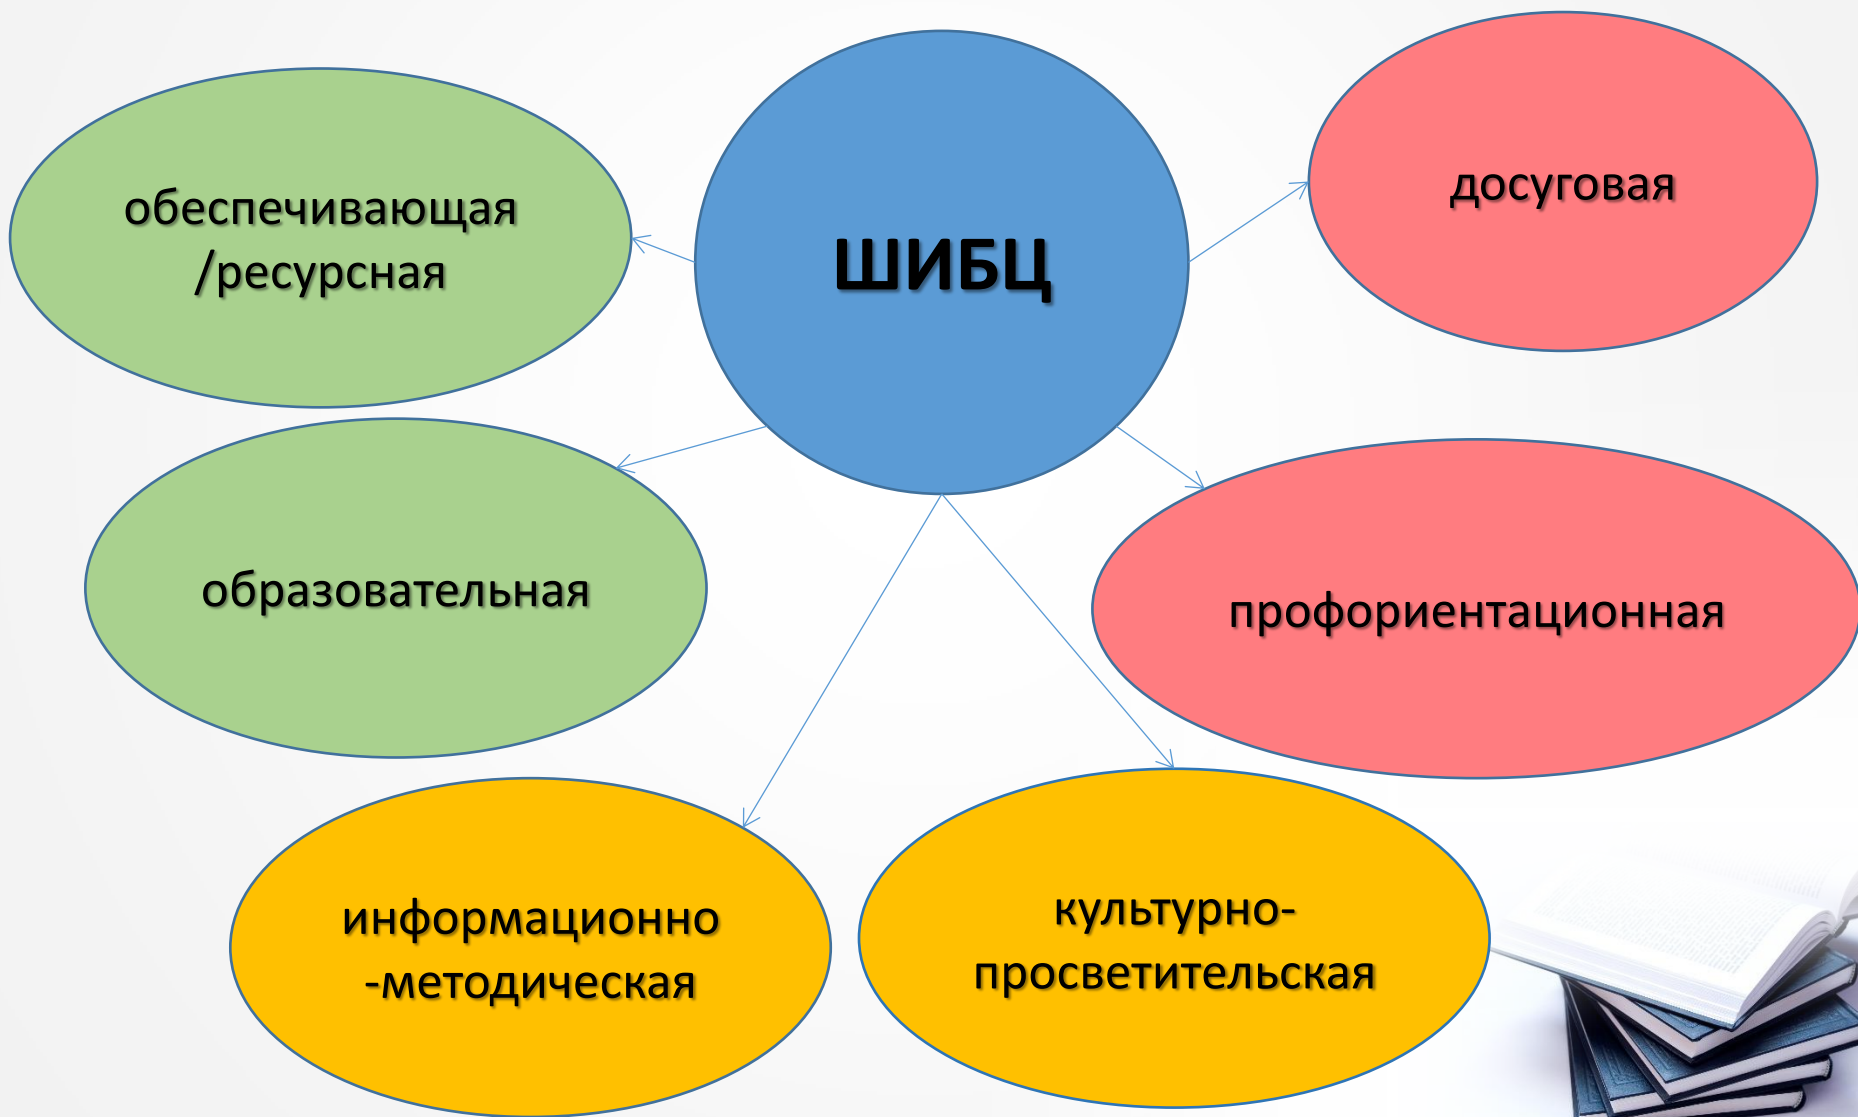 ШИБЦ
обеспечивающая
/ресурсная
досуговая
образовательная
профориентационная
информационно
-методическая
культурно-
просветительская